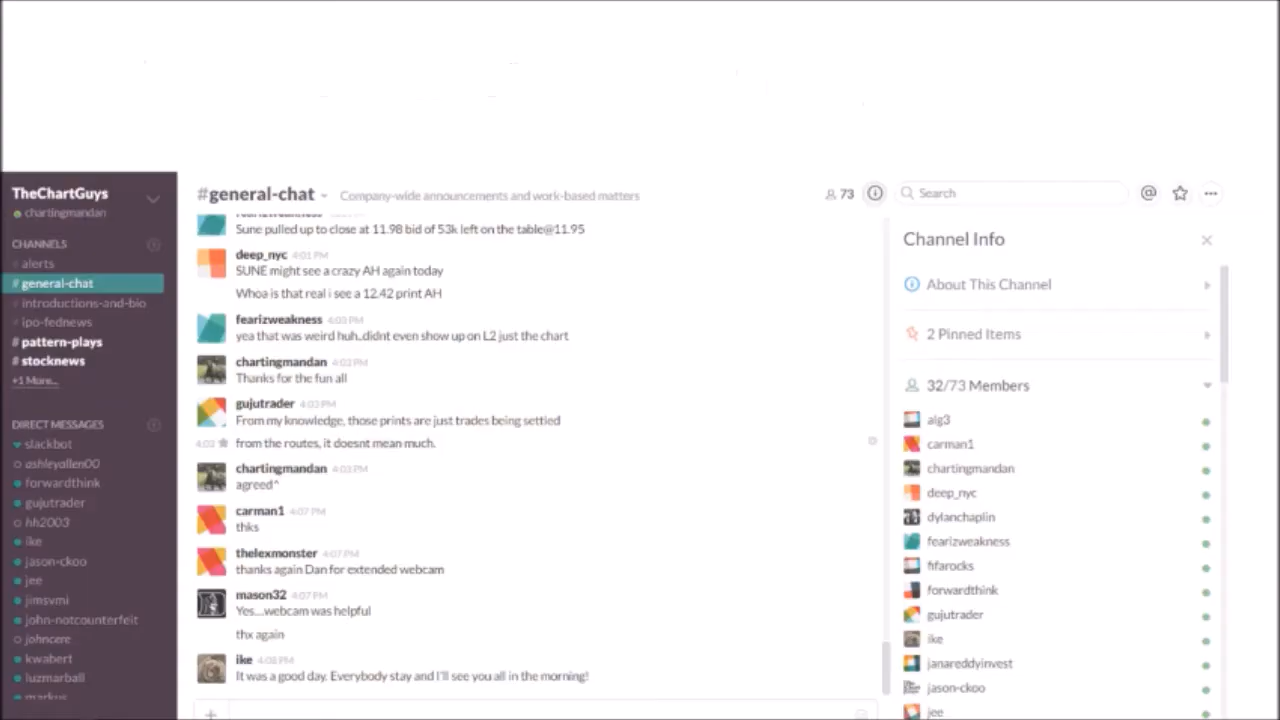 TheChartGuys
chartingmandan
CHANNELS
# alerts
# general-chat
# introductions-and-bio
# ipo-fednews
# pattern-plays
# stocknews
+1 More...
DIRECT MESSAGES
slackbot
ashleyallen00
forwardthink
gujutrader
hh2003
ike
jason-ckoo
jee
jimsvmi
john-notcounterfeit
johncere
kwabert
luzmarball
markus
#general-chat
Company-wide announcements and work-based matters
73
Search
Sune pulled up to close at 11.98 bid of 53k left on the table@11.95
deep_nyc 4:01 PM
SUNE might see a crazy AH again today
Whoa is that real i see a 12.42 print AH
fearizweakness 4:03 PM
yea that was weird huh..didnt even show up on L2 just the chart
chartingmandan 4:03 PM
Thanks for the fun all
gujutrader 4:03 PM
From my knowledge, those prints are just trades being settled
4:03 from the routes, it doesnt mean much.
chartingmandan 4:03 PM
agreed^
carman1 4:07 PM
thks
thelexmonster 4:07 PM
thanks again Dan for extended webcam
mason32 4:07 PM
Yes....webcam was helpful
thx again
ike 4:08 PM
It was a good day. Everybody stay and I'll see you all in the morning!
Channel Info
About This Channel
2 Pinned Items
32/73 Members
alg3
carman1
chartingmandan
deep_nyc
dylanchaplin
fearizweakness
fifarocks
forwardthink
gujutrader
ike
janareddyinvest
jason-ckoo
jee